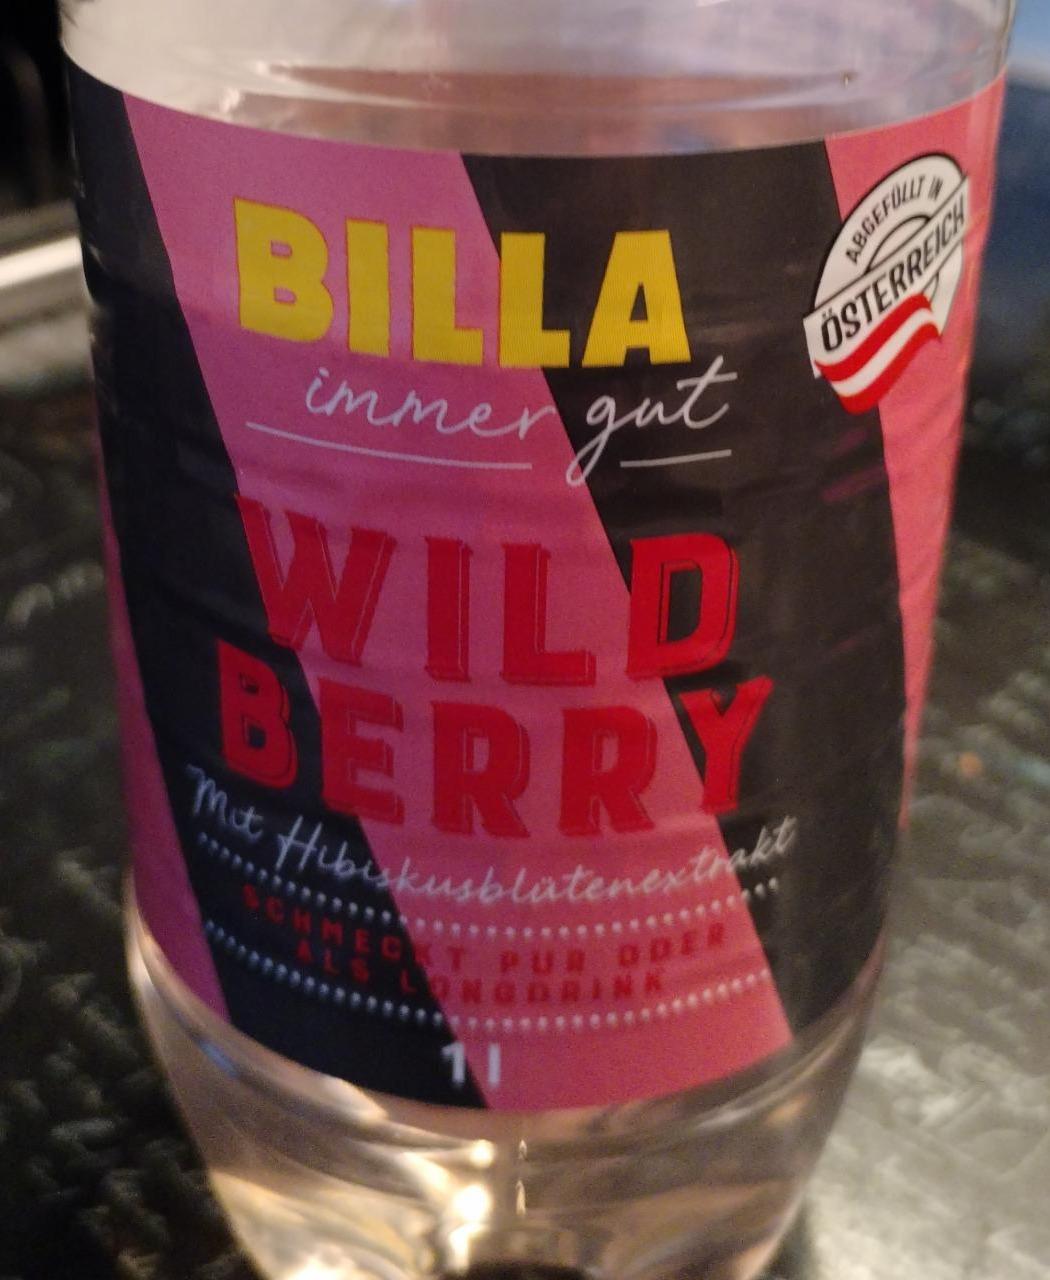 BILLA
immer gut
ABGEFÜLLT IN
ÖSTERREICH
WILD
BERRY
Mit Hibiskusblütenextrakt
SCHMECKT PUR ODER
ALS LONGDRINK
1 l